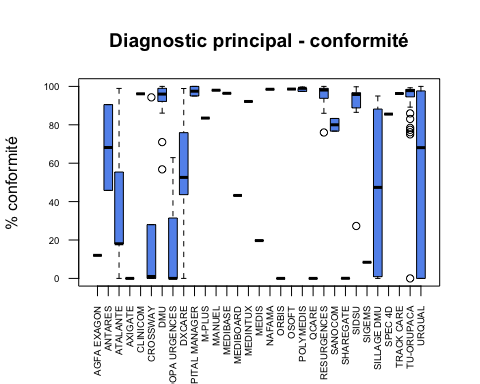 Diagnostic principal - conformité
% conformité
100
80
60
40
20
0
AGFA EXAGON
ANTARES
ATALANTE
AXIGATE
CLINICOM
CROSSWAY
DMU
OPA URGENCES
DXCARE
PITAL MANAGER
M-PLUS
MANUEL
MEDIBASE
MEDIBOARD
MEDINTUX
MEDIS
NAFAMA
ORBIS
OSOFT
POLYMEDIS
QCARE
RESURGENCES
SANOCOM
SHAREGATE
SIDSU
SIGEMS
SILLAGE DMU
SPEC 4D
TRACK CARE
TU-ORUPACA
URQUAL